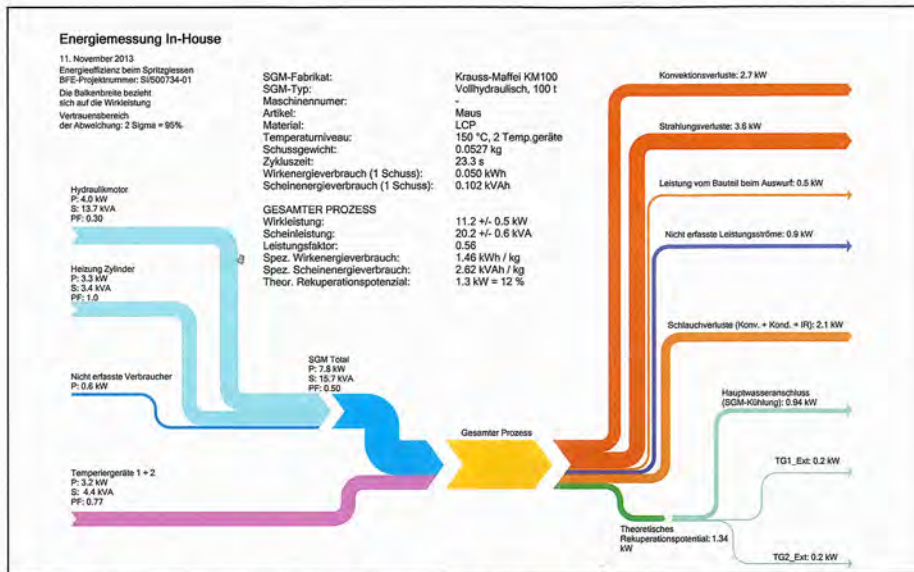 Energiemessung In-House
11. November 2013
Energieeffizienz beim Spritzgiessen
BFE-Projektnummer: SI/500734-01
Die Balkenbreite bezieht
sich auf die Wirkleistung
Vertrauensbereich
der Abweichung: 2 Sigma = 95%
SGM-Fabrikat: Krauss-Maffei KM100
SGM-Typ: Vollhydraulisch, 100 t
Maschinennumer: -
Artikel: Maus
Material: LCP
Temperaturniveau: 150 °C, 2 Temp.geräte
Schussgewicht: 0.0527 kg
Zykluszeit: 23.3 s
Wirkenergieverbrauch (1 Schuss): 0.050 kWh
Scheinenergieverbrauch (1 Schuss): 0.102 kVAh
GESAMTER PROZESS
Wirkleistung: 11.2 +/- 0.5 kW
Scheinleistung: 20.2 +/- 0.6 kVA
Leistungsfaktor: 0.56
Spez. Wirkenergieverbrauch: 1.46 kWh / kg
Spez. Scheinenergieverbrauch: 2.62 kVAh / kg
Theor. Rekuperationspotenzial: 1.3 kW = 12 %
Hydraulikmotor
P: 4.0 kW
S: 13.7 kVA
PF: 0.30
Heizung Zylinder
P: 3.3 kW
S: 3.4 kVA
PF: 1.0
Nicht erfasste Verbraucher
P: 0.6 kW
SGM Total
P: 7.8 kW
S: 15.7 kVA
PF: 0.50
Temperiergeräte 1 + 2
P: 3.2 kW
S: 4.4 kVA
PF: 0.77
Gesamter Prozess
Konvektionsverluste: 2.7 kW
Strahlungsverluste: 3.6 kW
Leistung vom Bauteil beim Auswurf: 0.5 kW
Nicht erfasste Leistungsströme: 0.9 kW
Schlauchverluste (Konv. + Kond. + IR): 2.1 kW
Hauptwasseranschluss
(SGM-Kühlung): 0.94 kW
TG1_Ext: 0.2 kW
Theoretisches
Rekuperationspotential: 1.34
kW
TG2_Ext: 0.2 kW